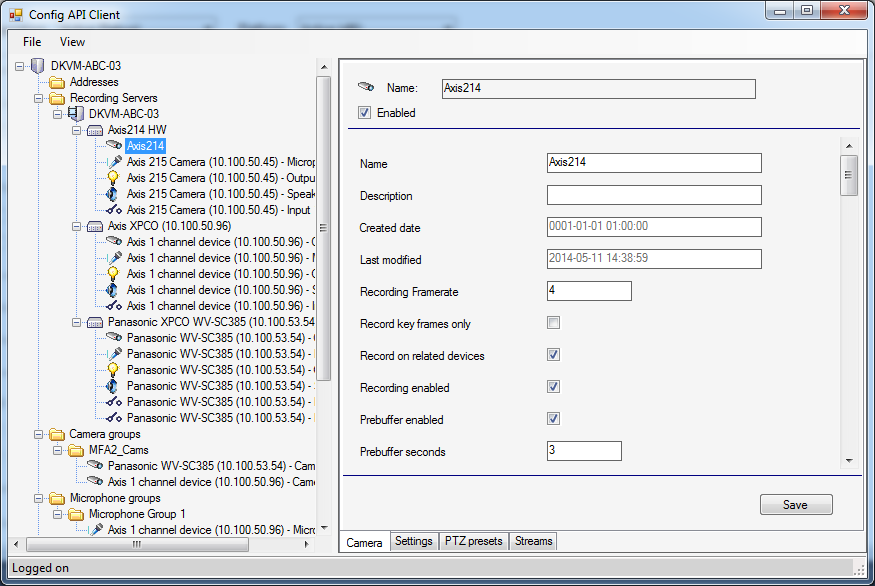 Config API Client
File View
DKVM-ABC-03
Addresses
Recording Servers
DKVM-ABC-03
Axis214 HW
Axis214
Axis 215 Camera (10.100.50.45) - Microp
Axis 215 Camera (10.100.50.45) - Outpu
Axis 215 Camera (10.100.50.45) - Speak
Axis 215 Camera (10.100.50.45) - Input
Axis XPCO (10.100.50.96)
Axis 1 channel device (10.100.50.96) - C
Axis 1 channel device (10.100.50.96) - M
Axis 1 channel device (10.100.50.96) - O
Axis 1 channel device (10.100.50.96) - S
Axis 1 channel device (10.100.50.96) - I
Panasonic XPCO WV-SC385 (10.100.53.54
Panasonic WV-SC385 (10.100.53.54) -
Panasonic WV-SC385 (10.100.53.54) -
Panasonic WV-SC385 (10.100.53.54) -
Panasonic WV-SC385 (10.100.53.54) -
Panasonic WV-SC385 (10.100.53.54) -
Panasonic WV-SC385 (10.100.53.54) -
Camera groups
MFA2_Cams
Panasonic WV-SC385 (10.100.53.54) - Cam
Axis 1 channel device (10.100.50.96) - Came
Microphone groups
Microphone Group 1
Axis 1 channel device (10.100.50.96) - Micro
Name: Axis214
Enabled
Name Axis214
Description
Created date 0001-01-01 01:00:00
Last modified 2014-05-11 14:38:59
Recording Framerate 4
Record key frames only
Record on related devices
Recording enabled
Prebuffer enabled
Prebuffer seconds 3
Save
Camera Settings PTZ presets Streams
Logged on